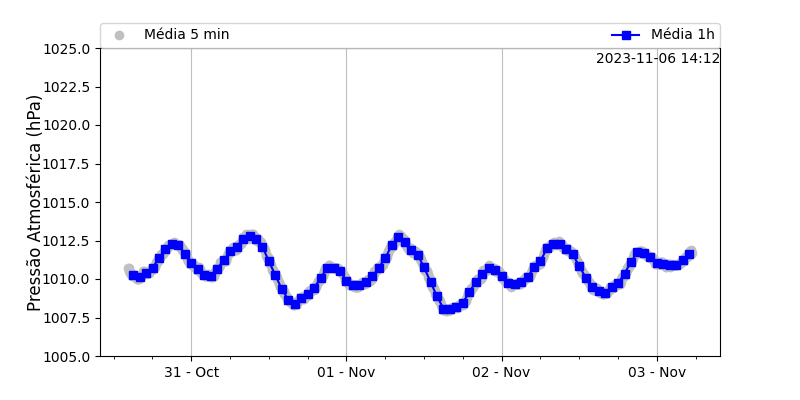 Média 5 min
Média 1h
2023-11-06 14:12
Pressão Atmosférica (hPa)
1025.0
1022.5
1020.0
1017.5
1015.0
1012.5
1010.0
1007.5
1005.0
31 - Oct
01 - Nov
02 - Nov
03 - Nov